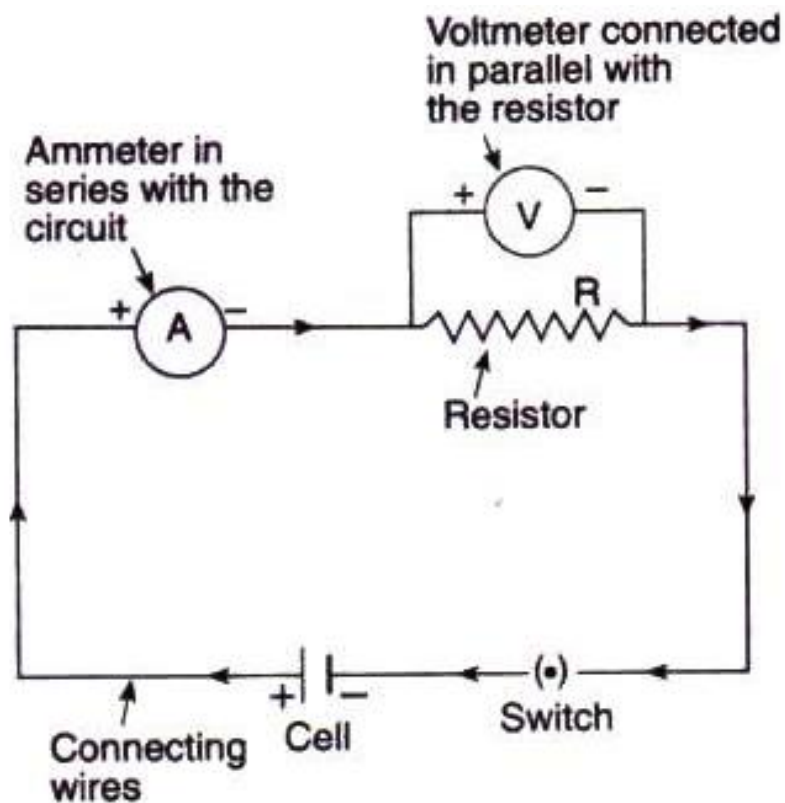 Voltmeter connected
in parallel with
the resistor
Ammeter in
series with the
circuit
+ V −
+ A −
R
Resistor
+ −
(•)
Cell
Switch
Connecting
wires